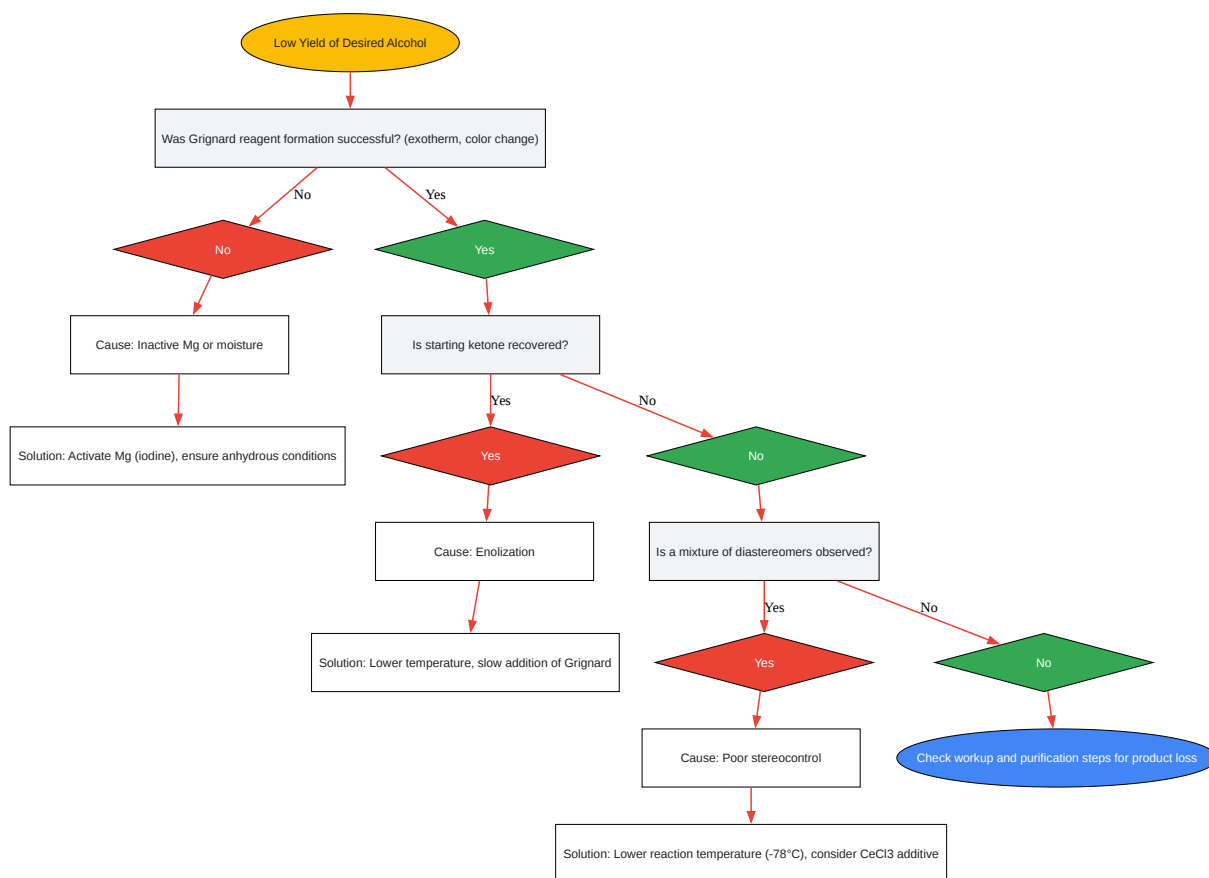 Low Yield of Desired Alcohol
Was Grignard reagent formation successful? (exotherm, color change)
No
Yes
No
Yes
Cause: Inactive Mg or moisture
Is starting ketone recovered?
Solution: Activate Mg (iodine), ensure anhydrous conditions
Yes
No
Yes
No
Cause: Enolization
Is a mixture of diastereomers observed?
Solution: Lower temperature, slow addition of Grignard
Yes
No
Yes
No
Cause: Poor stereocontrol
Check workup and purification steps for product loss
Solution: Lower reaction temperature (-78°C), consider CeCl3 additive